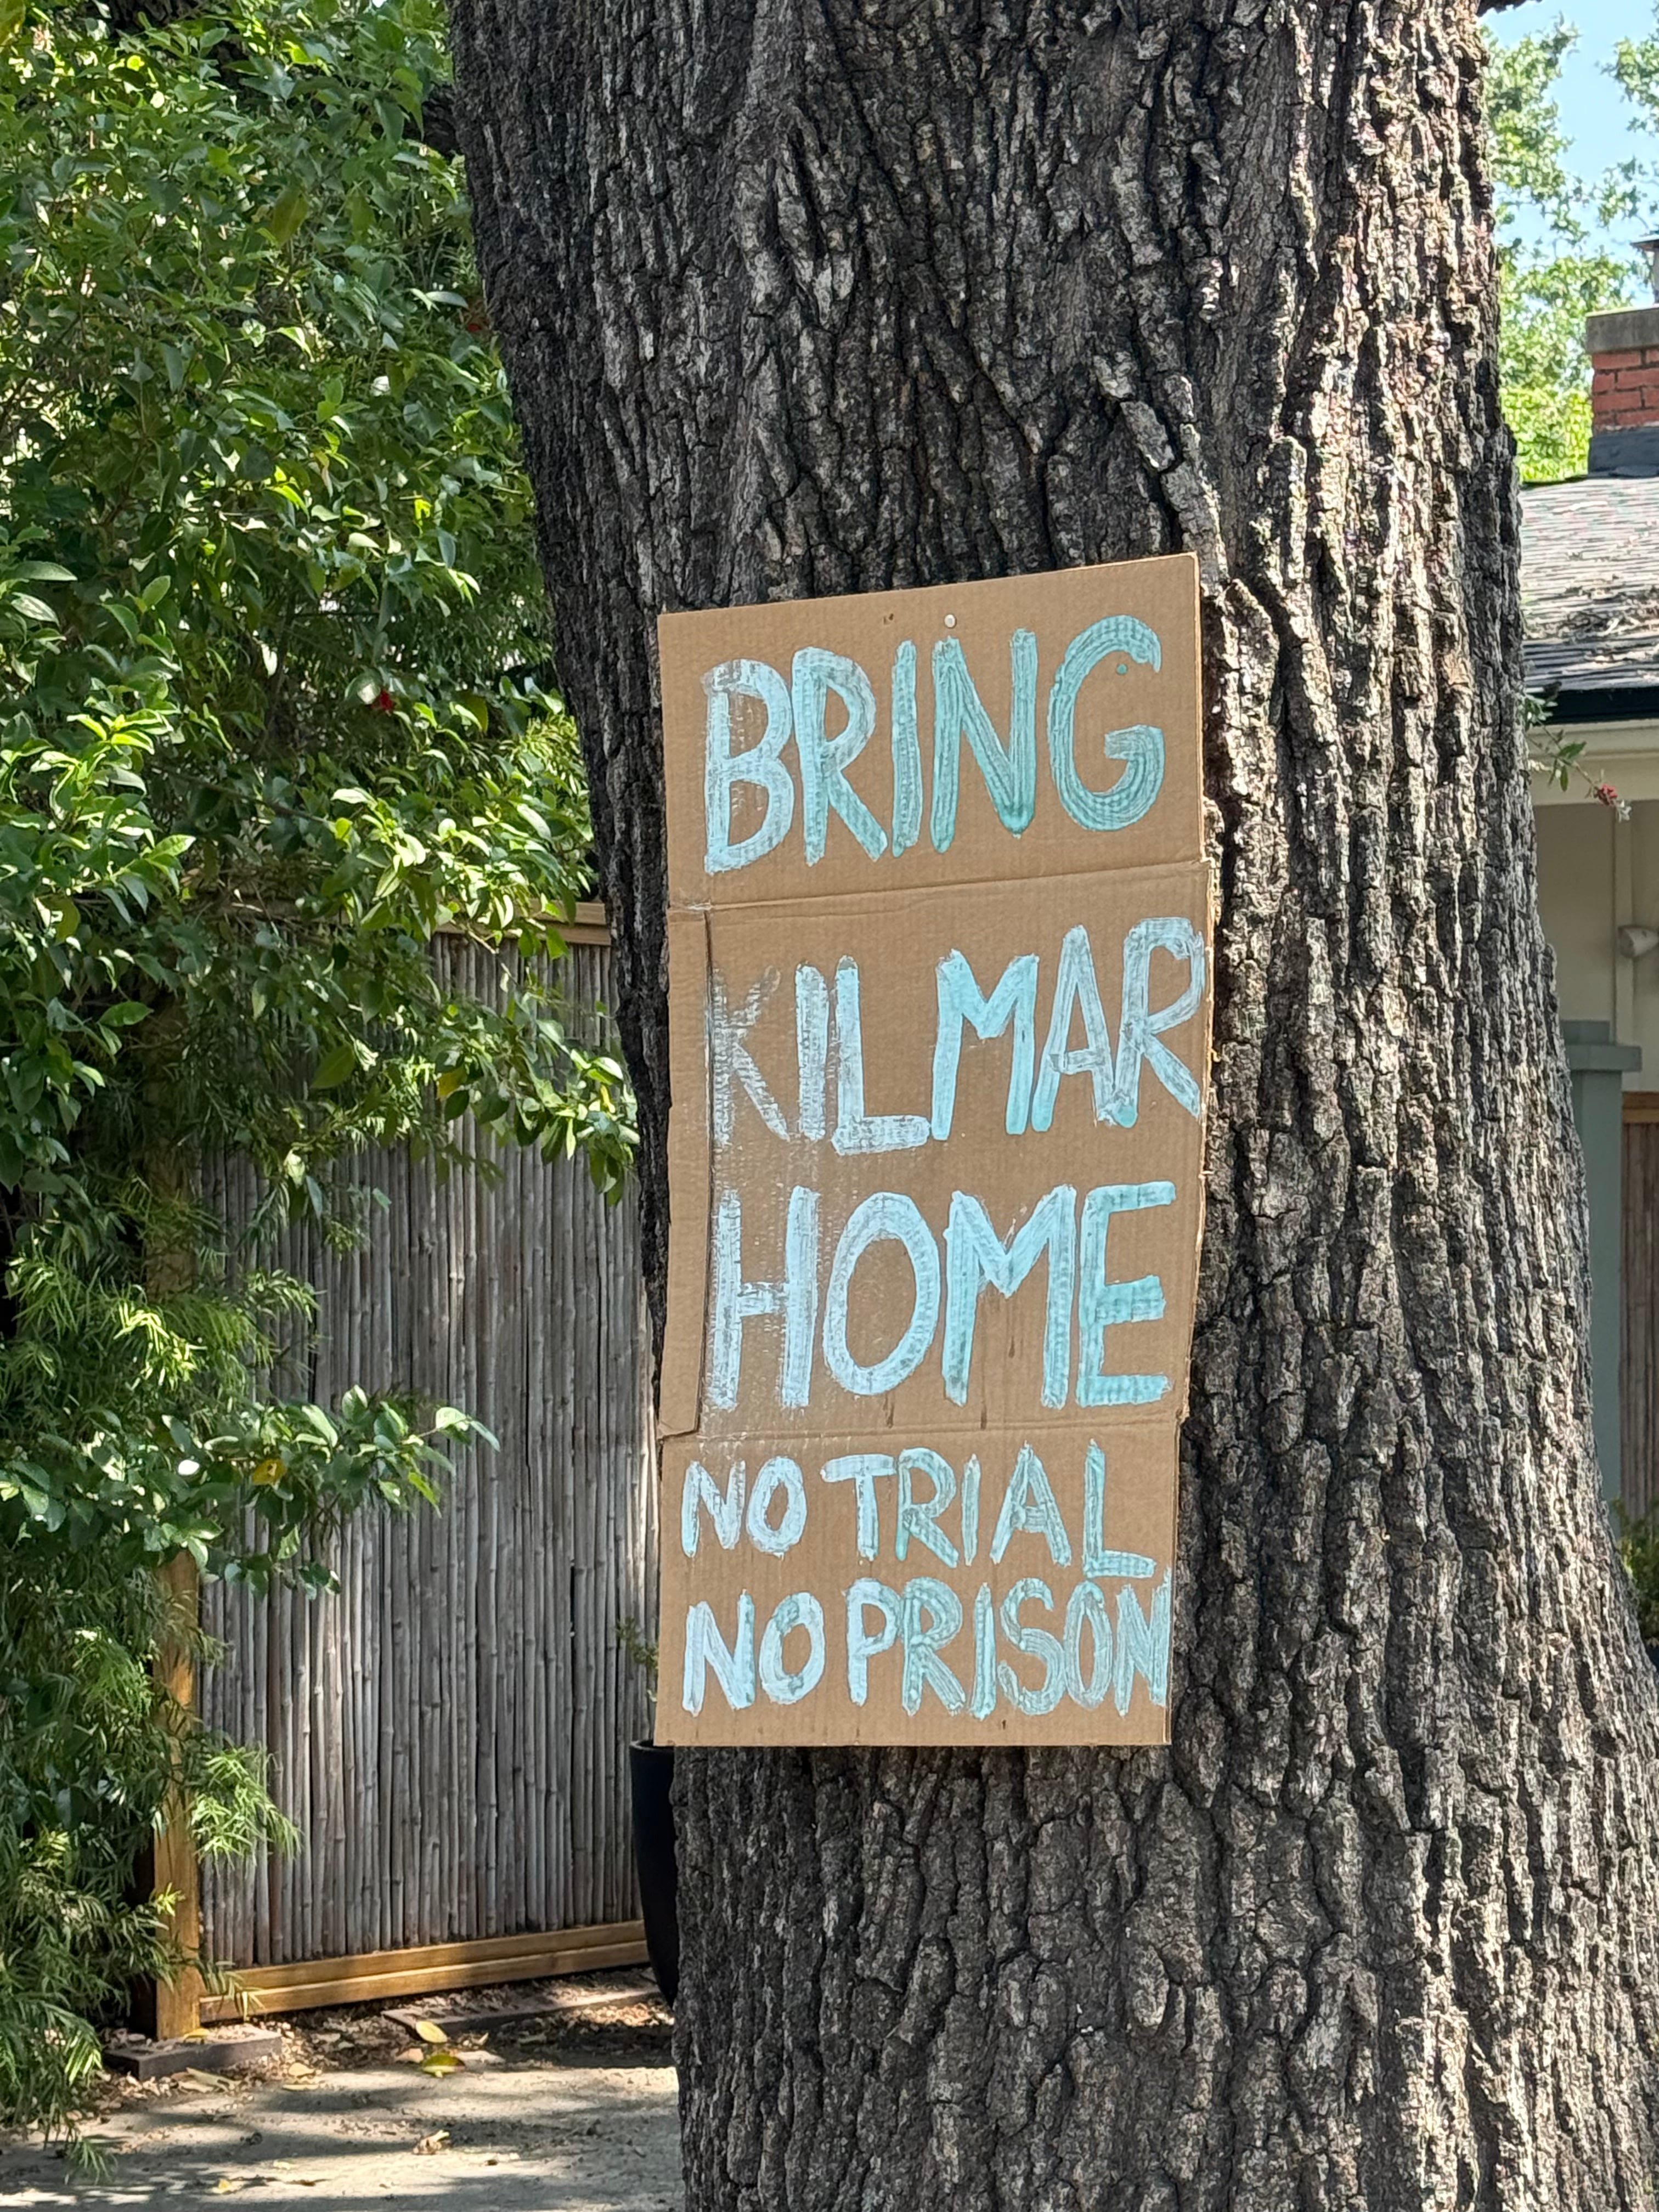 BRING
KILMAR
HOME
NO TRIAL
NO PRISON